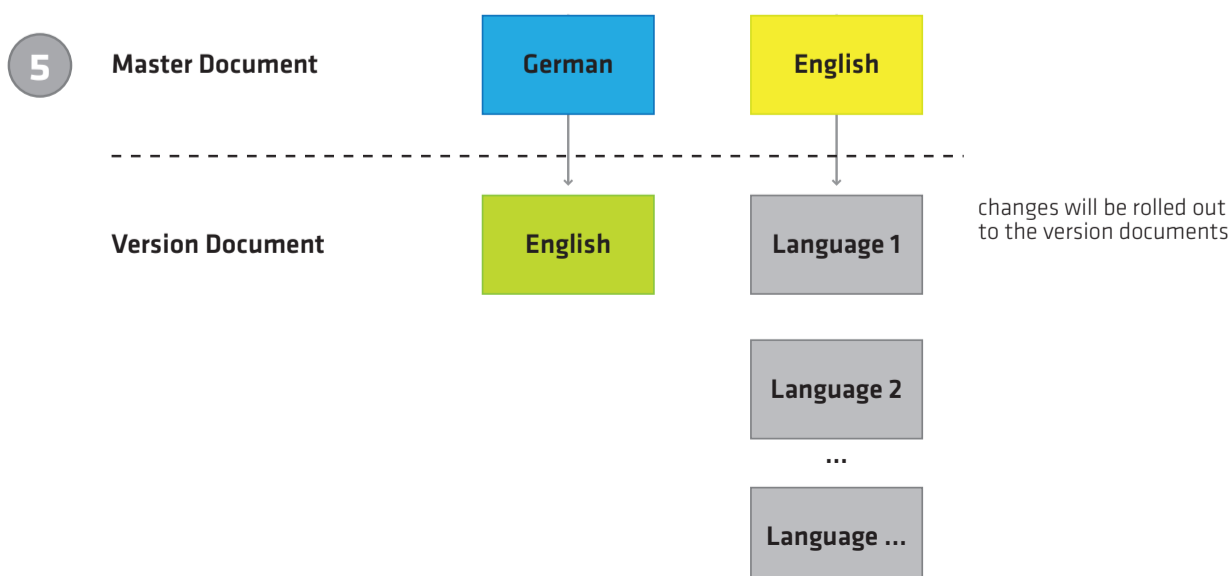 5
Master Document
German
English
Version Document
English
Language 1
changes will be rolled out
to the version documents
Language 2
...
Language ...